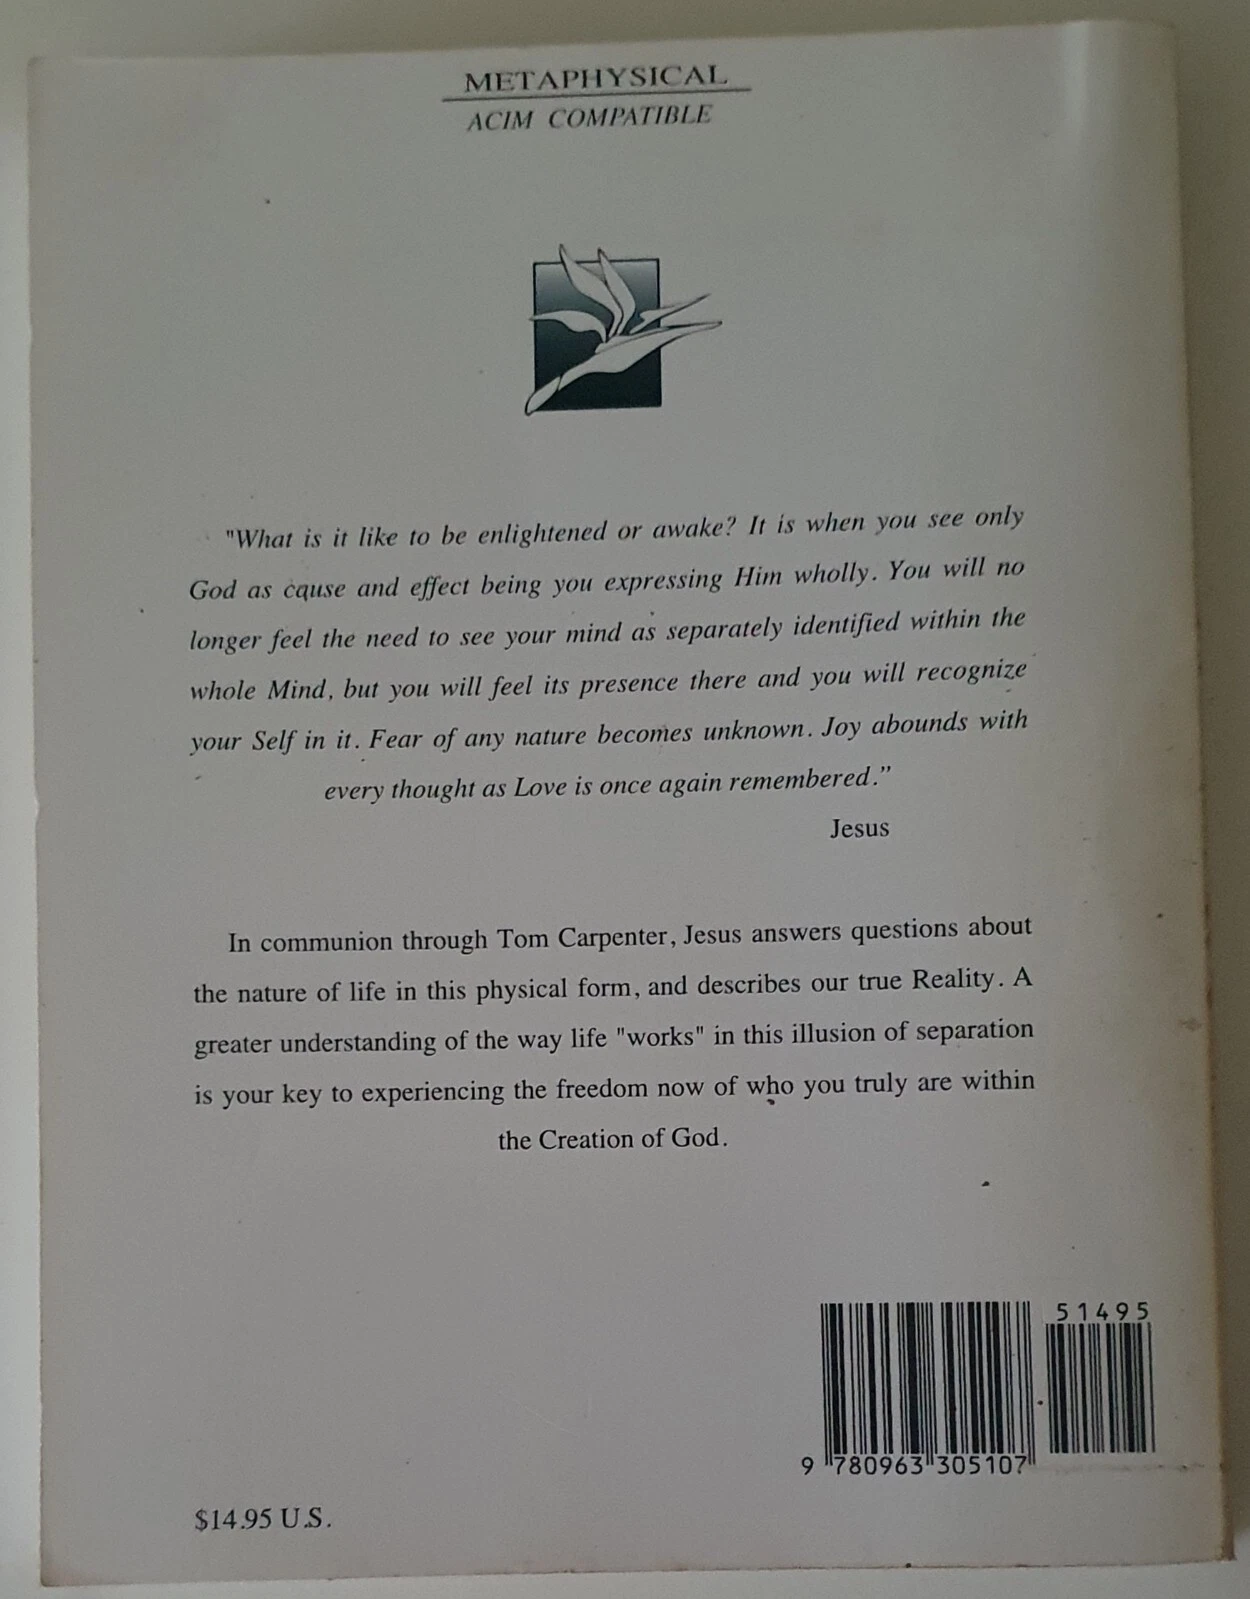 METAPHYSICAL
ACIM COMPATIBLE
"What is it like to be enlightened or awake? It is when you see only
God as cause and effect being you expressing Him wholly. You will no
longer feel the need to see your mind as separately identified within the
whole Mind, but you will feel its presence there and you will recognize
your Self in it. Fear of any nature becomes unknown. Joy abounds with
every thought as Love is once again remembered.”
Jesus
In communion through Tom Carpenter, Jesus answers questions about
the nature of life in this physical form, and describes our true Reality. A
greater understanding of the way life "works" in this illusion of separation
is your key to experiencing the freedom now of who you truly are within
the Creation of God.
51495
9 780963 305107
$14.95 U.S.